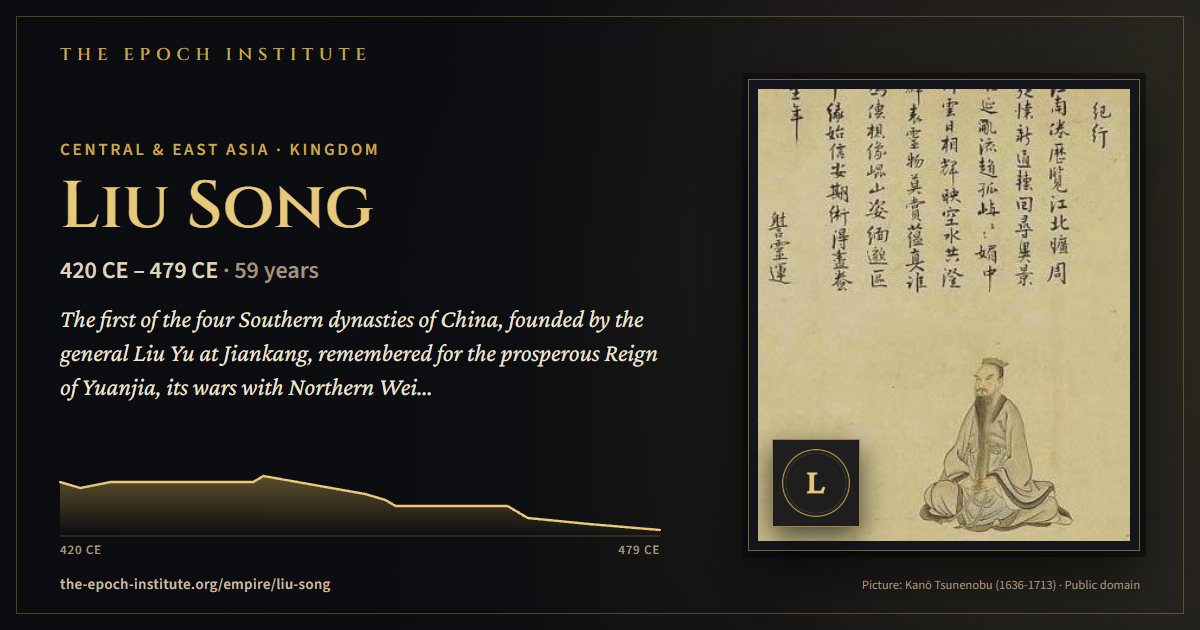 THE EPOCH INSTITUTE
CENTRAL & EAST ASIA · KINGDOM
LIU SONG
420 CE – 479 CE · 59 years
The first of the four Southern dynasties of China, founded by the
general Liu Yu at Jiankang, remembered for the prosperous Reign
of Yuanjia, its wars with Northern Wei...
420 CE
479 CE
the-epoch-institute.org/empire/liu-song
紀行
南倦歷覽江北曠周
懷新道轉迥尋異景
延亂流趨孤嶼媚中
雲日相輝映空水共澄
鮮表靈物莫賞蘊真誰
傳想像崐山姿緬邈區
緣始信安期術得盡養
生年
謝靈運
L
Picture: Kanō Tsunenobu (1636-1713) · Public domain